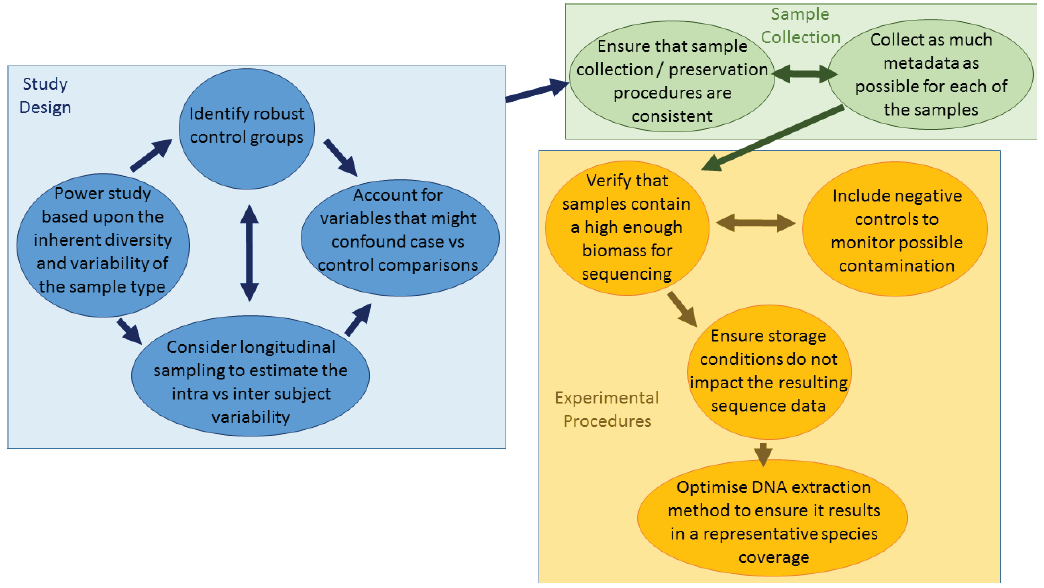 Study
Design
Identify robust
control groups
Power study
based upon the
inherent diversity
and variability of
the sample type
Account for
variables that might
confound case vs
control comparisons
Consider longitudinal
sampling to estimate the
intra vs inter subject
variability
Sample
Collection
Ensure that sample
collection / preservation
procedures are
consistent
Collect as much
metadata as
possible for each of
the samples
Verify that
samples contain
a high enough
biomass for
sequencing
Include negative
controls to
monitor possible
contamination
Ensure storage
conditions do not
impact the resulting
sequence data
Experimental
Procedures
Optimise DNA extraction
method to ensure it results
in a representative species
coverage